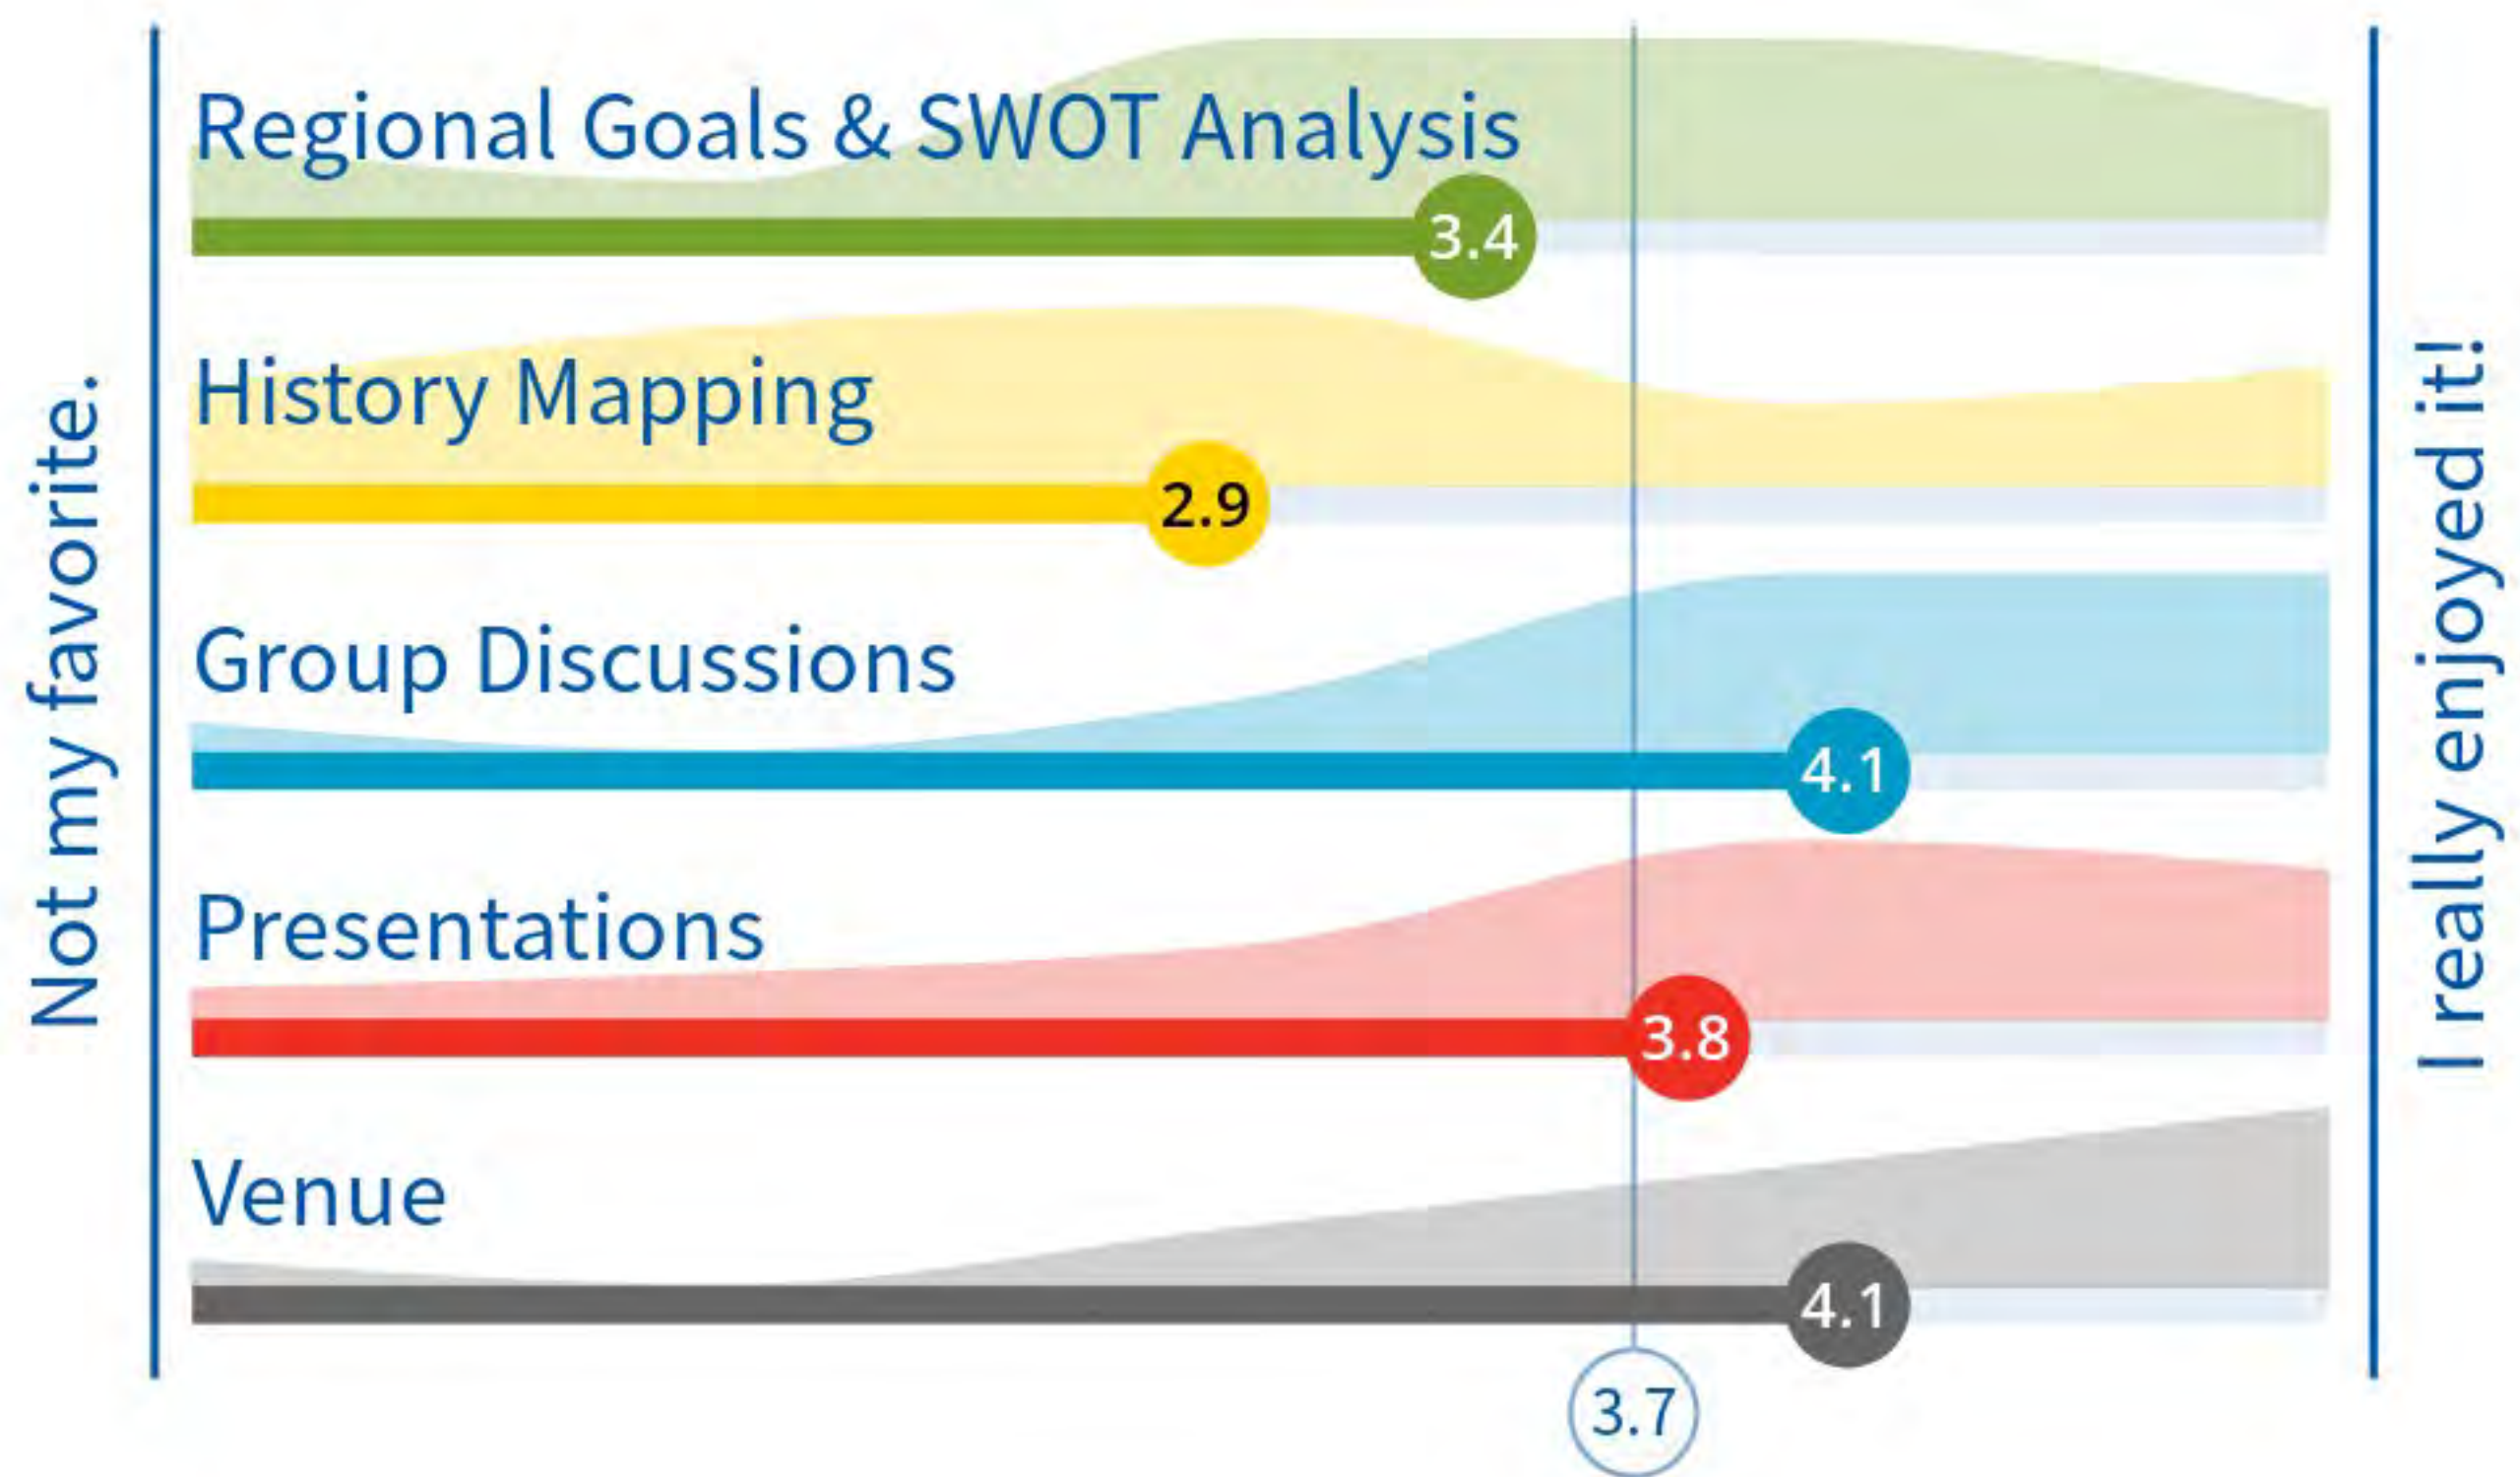 Not my favorite.
Regional Goals & SWOT Analysis
3.4
History Mapping
2.9
Group Discussions
4.1
Presentations
3.8
Venue
4.1
3.7
I really enjoyed it!